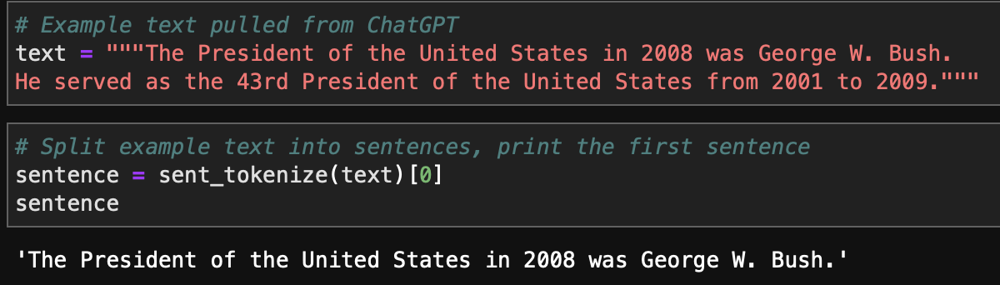 # Example text pulled from ChatGPT
text = """The President of the United States in 2008 was George W. Bush.
He served as the 43rd President of the United States from 2001 to 2009."""
# Split example text into sentences, print the first sentence
sentence = sent_tokenize(text)[0]
sentence
'The President of the United States in 2008 was George W. Bush.'